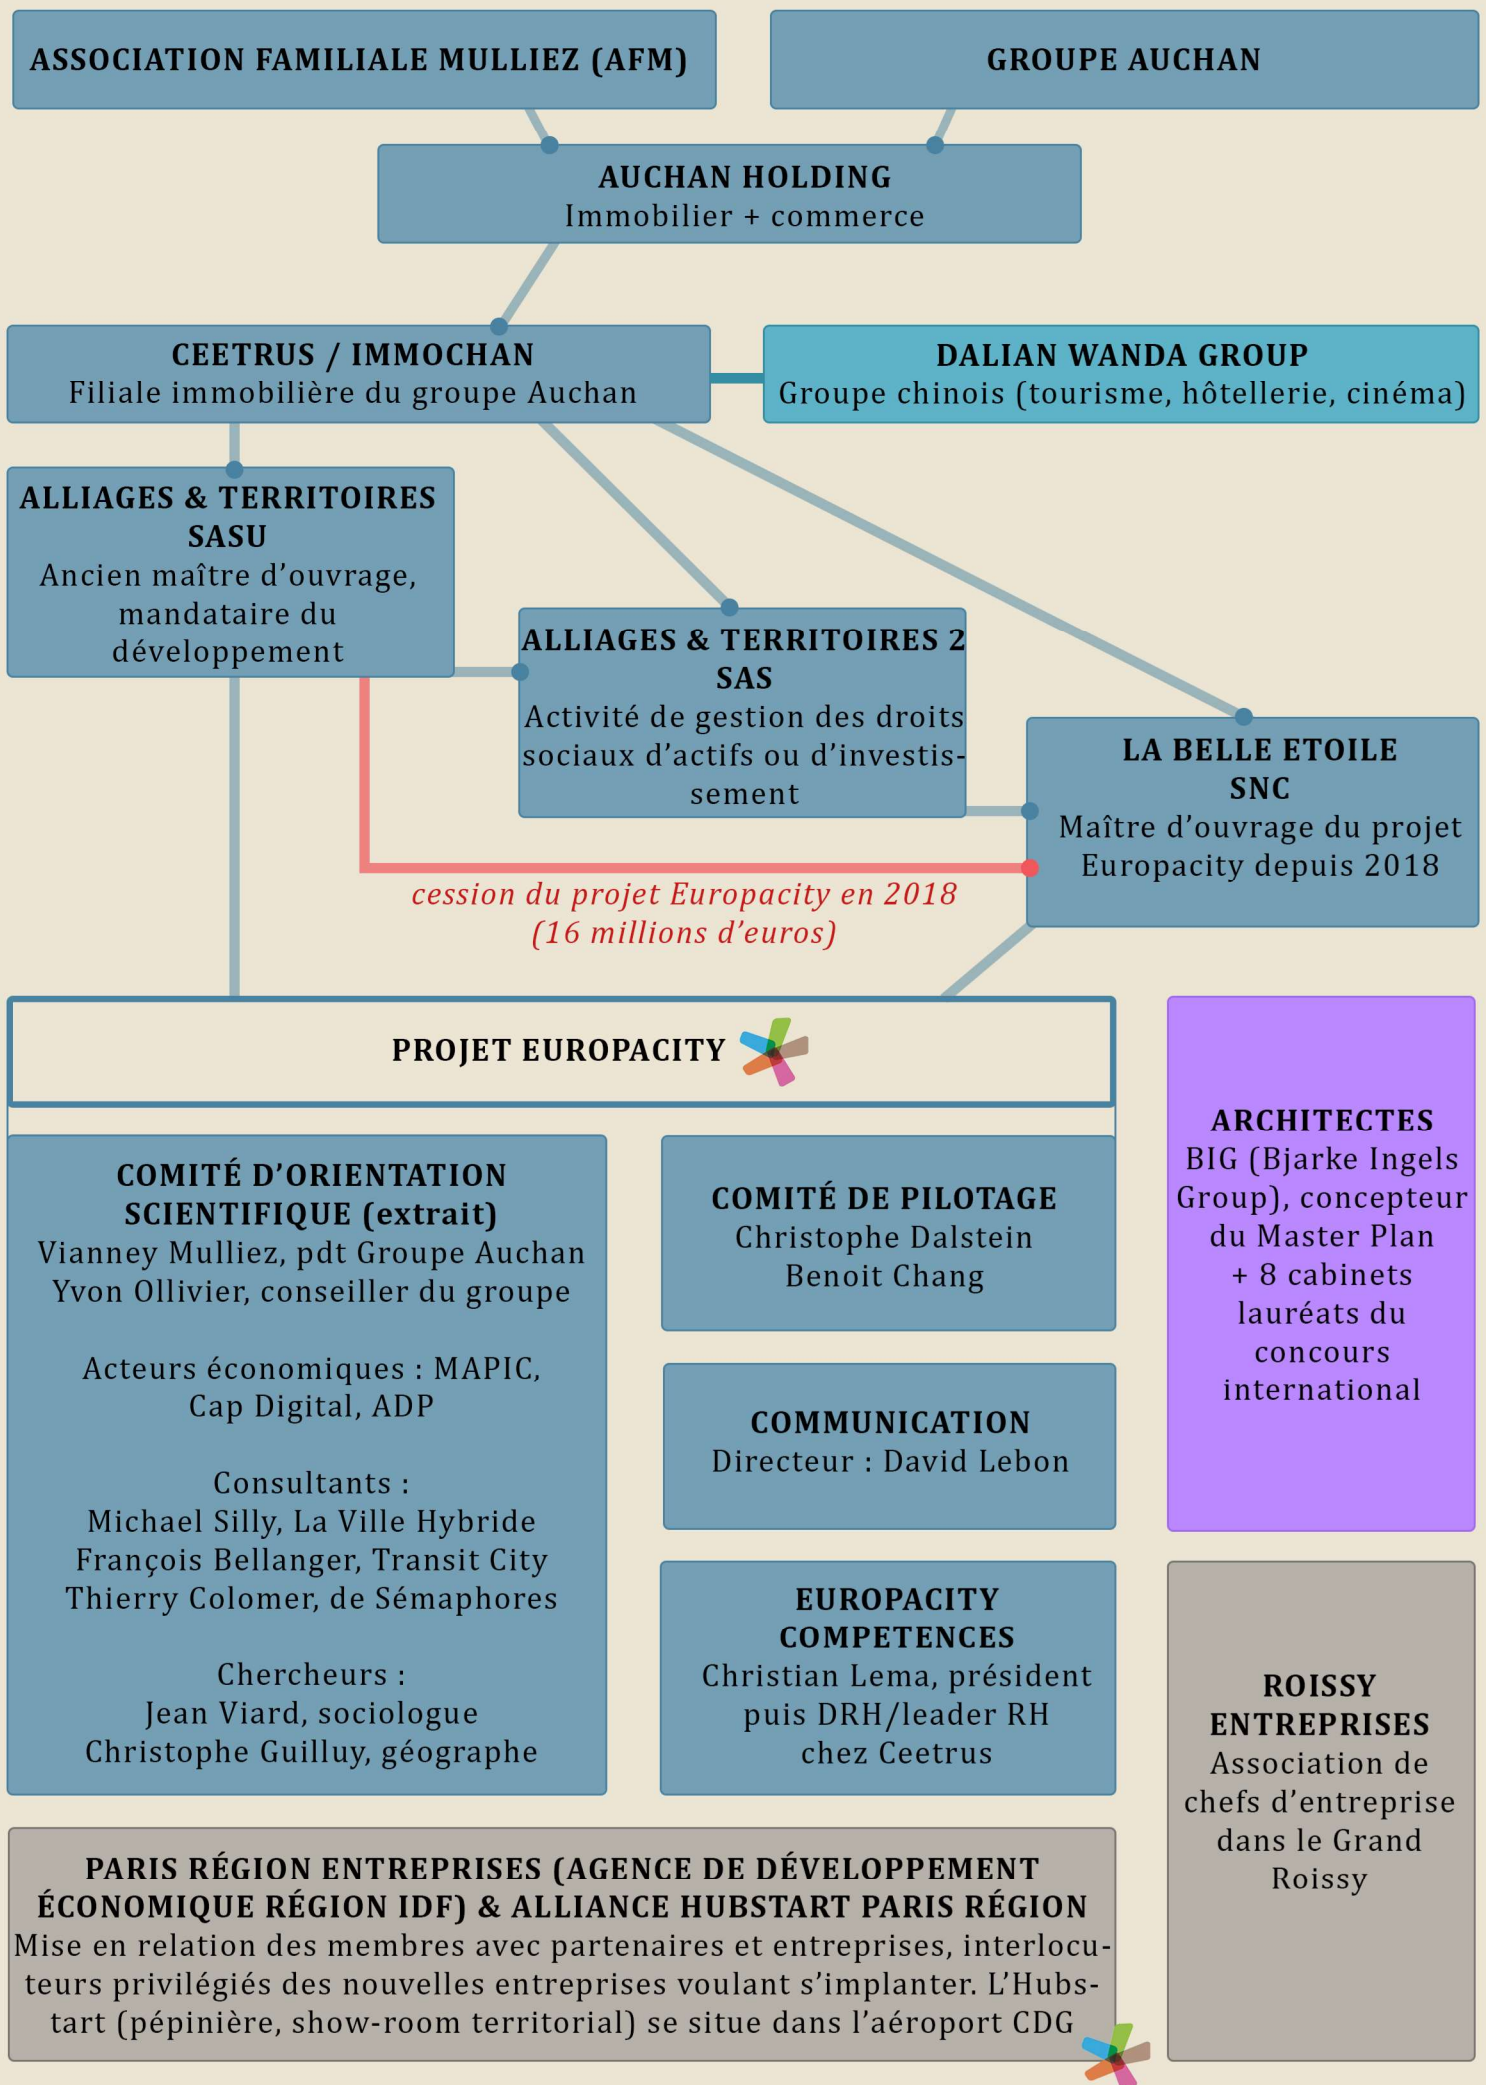 ASSOCIATION FAMILIALE MULLIEZ (AFM)
GROUPE AUCHAN
AUCHAN HOLDING
Immobilier + commerce
CEETRUS / IMMOCHAN
Filiale immobilière du groupe Auchan
DALIAN WANDA GROUP
Groupe chinois (tourisme, hôtellerie, cinéma)
ALLIAGES & TERRITOIRES
SASU
Ancien maître d’ouvrage,
mandataire du
développement
ALLIAGES & TERRITOIRES 2
SAS
Activité de gestion des droits
sociaux d’actifs ou d’investis-
sement
LA BELLE ETOILE
SNC
Maître d’ouvrage du projet
Europacity depuis 2018
cession du projet Europacity en 2018
(16 millions d’euros)
PROJET EUROPACITY
COMITÉ D’ORIENTATION
SCIENTIFIQUE (extrait)
Vianney Mulliez, pdt Groupe Auchan
Yvon Ollivier, conseiller du groupe
Acteurs économiques : MAPIC,
Cap Digital, ADP
Consultants :
Michael Silly, La Ville Hybride
François Bellanger, Transit City
Thierry Colomer, de Sémaphores
Chercheurs :
Jean Viard, sociologue
Christophe Guilluy, géographe
COMITÉ DE PILOTAGE
Christophe Dalstein
Benoit Chang
COMMUNICATION
Directeur : David Lebon
EUROPACITY
COMPETENCES
Christian Lema, président
puis DRH/leader RH
chez Ceetrus
ARCHITECTES
BIG (Bjarke Ingels
Group), concepteur
du Master Plan
+ 8 cabinets
lauréats du
concours
international
ROISSY
ENTREPRISES
Association de
chefs d’entreprise
dans le Grand
Roissy
PARIS RÉGION ENTREPRISES (AGENCE DE DÉVELOPPEMENT
ÉCONOMIQUE RÉGION IDF) & ALLIANCE HUBSTART PARIS RÉGION
Mise en relation des membres avec partenaires et entreprises, interlocu-
teurs privilégiés des nouvelles entreprises voulant s’implanter. L’Hubs-
tart (pépinière, show-room territorial) se situe dans l’aéroport CDG